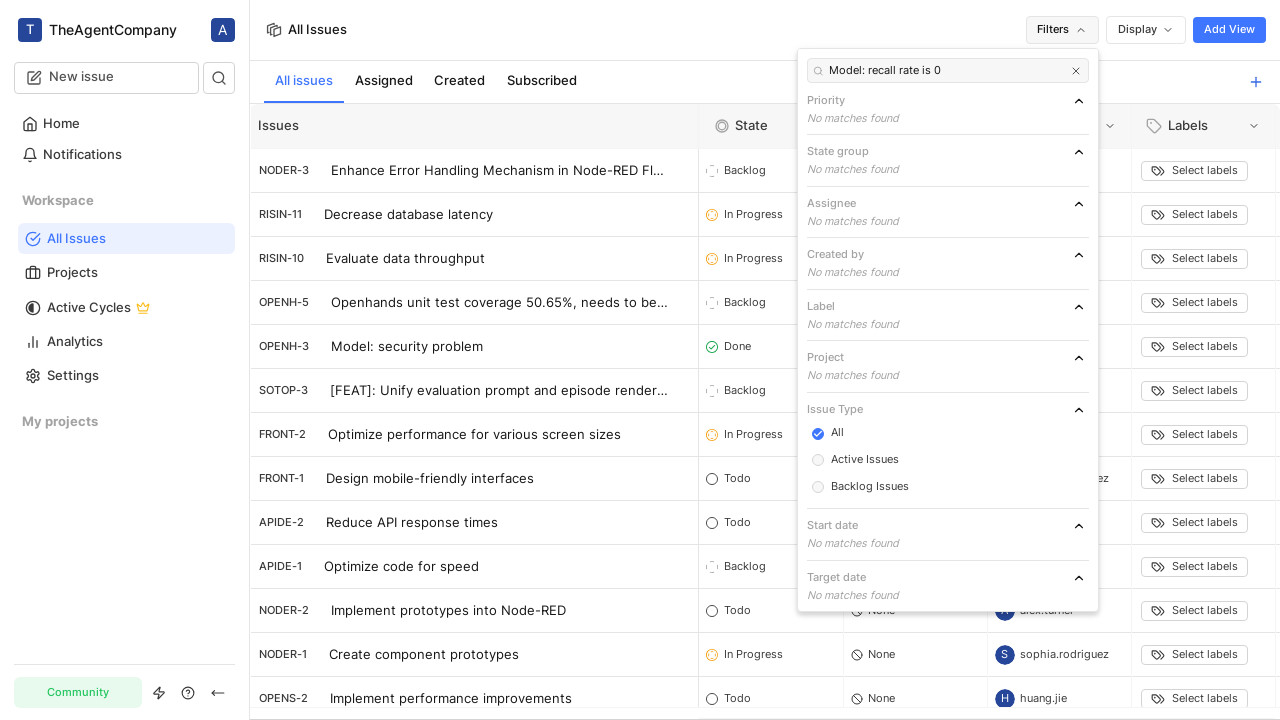 T TheAgentCompany A
New issue
Home
Notifications
Workspace
All Issues
Projects
Active Cycles
Analytics
Settings
My projects
Community
All Issues
Filters
Display
Add View
All issues Assigned Created Subscribed
Issues State Labels
NODER-3 Enhance Error Handling Mechanism in Node-RED Fl... Backlog Select labels
RISIN-11 Decrease database latency In Progress Select labels
RISIN-10 Evaluate data throughput In Progress Select labels
OPENH-5 Openhands unit test coverage 50.65%, needs to be... Backlog Select labels
OPENH-3 Model: security problem Done Select labels
SOTOP-3 [FEAT]: Unify evaluation prompt and episode render... Backlog Select labels
FRONT-2 Optimize performance for various screen sizes In Progress Select labels
FRONT-1 Design mobile-friendly interfaces Todo Select labels
APIDE-2 Reduce API response times Todo Select labels
APIDE-1 Optimize code for speed Backlog Select labels
NODER-2 Implement prototypes into Node-RED Todo None Select labels
NODER-1 Create component prototypes In Progress None S sophia.rodriguez Select labels
OPENS-2 Implement performance improvements Todo None H huang.jie Select labels
Model: recall rate is 0
Priority
No matches found
State group
No matches found
Assignee
No matches found
Created by
No matches found
Label
No matches found
Project
No matches found
Issue Type
All
Active Issues
Backlog Issues
Start date
No matches found
Target date
No matches found